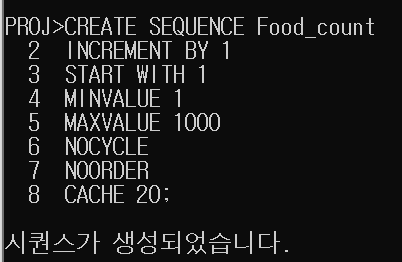 PROJ>CREATE SEQUENCE Food_count
2 INCREMENT BY 1
3 START WITH 1
4 MINVALUE 1
5 MAXVALUE 1000
6 NOCYCLE
7 NOORDER
8 CACHE 20;
시퀀스가 생성되었습니다.